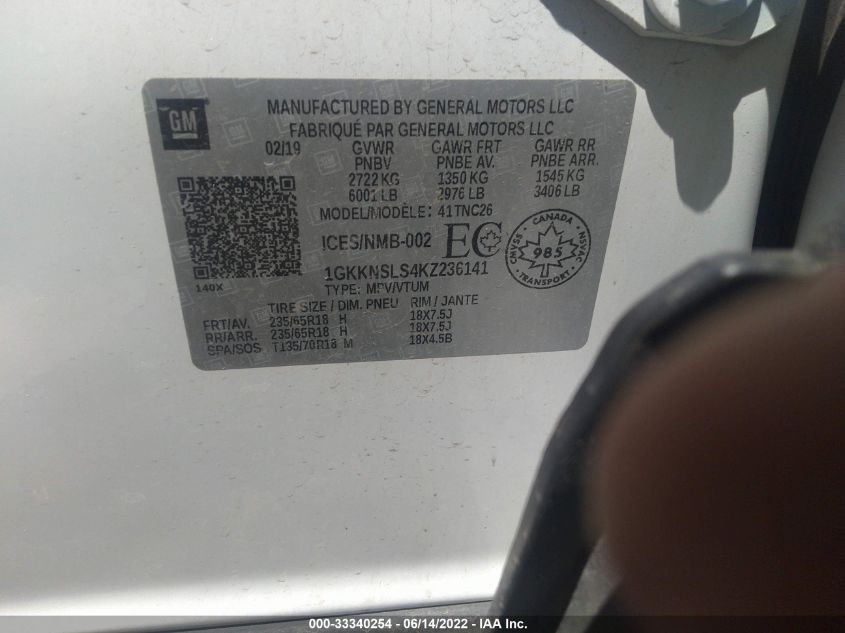 GM
MANUFACTURED BY GENERAL MOTORS LLC
FABRIQUÉ PAR GENERAL MOTORS LLC
02/19 GVWR GAWR FRT GAWR RR
PNBV PNBE AV. PNBE ARR.
2722 KG 1350 KG 1545 KG
6001 LB 2976 LB 3406 LB
MODEL/MODÈLE: 41TNC26
ICES/NMB-002 EC
CANADA
CMVSS 985 NSVAC
1GKKNSLS4KZ236141
140X TYPE: MPV/VTUM
TIRE SIZE / DIM. PNEU RIM / JANTE
FRT/AV. 235/65R18 H 18X7.5J
RR/ARR. 235/65R18 H 18X7.5J
SPA/SOS T135/70R18 M 18X4.5B
000-33340254 - 06/14/2022 - IAA Inc.